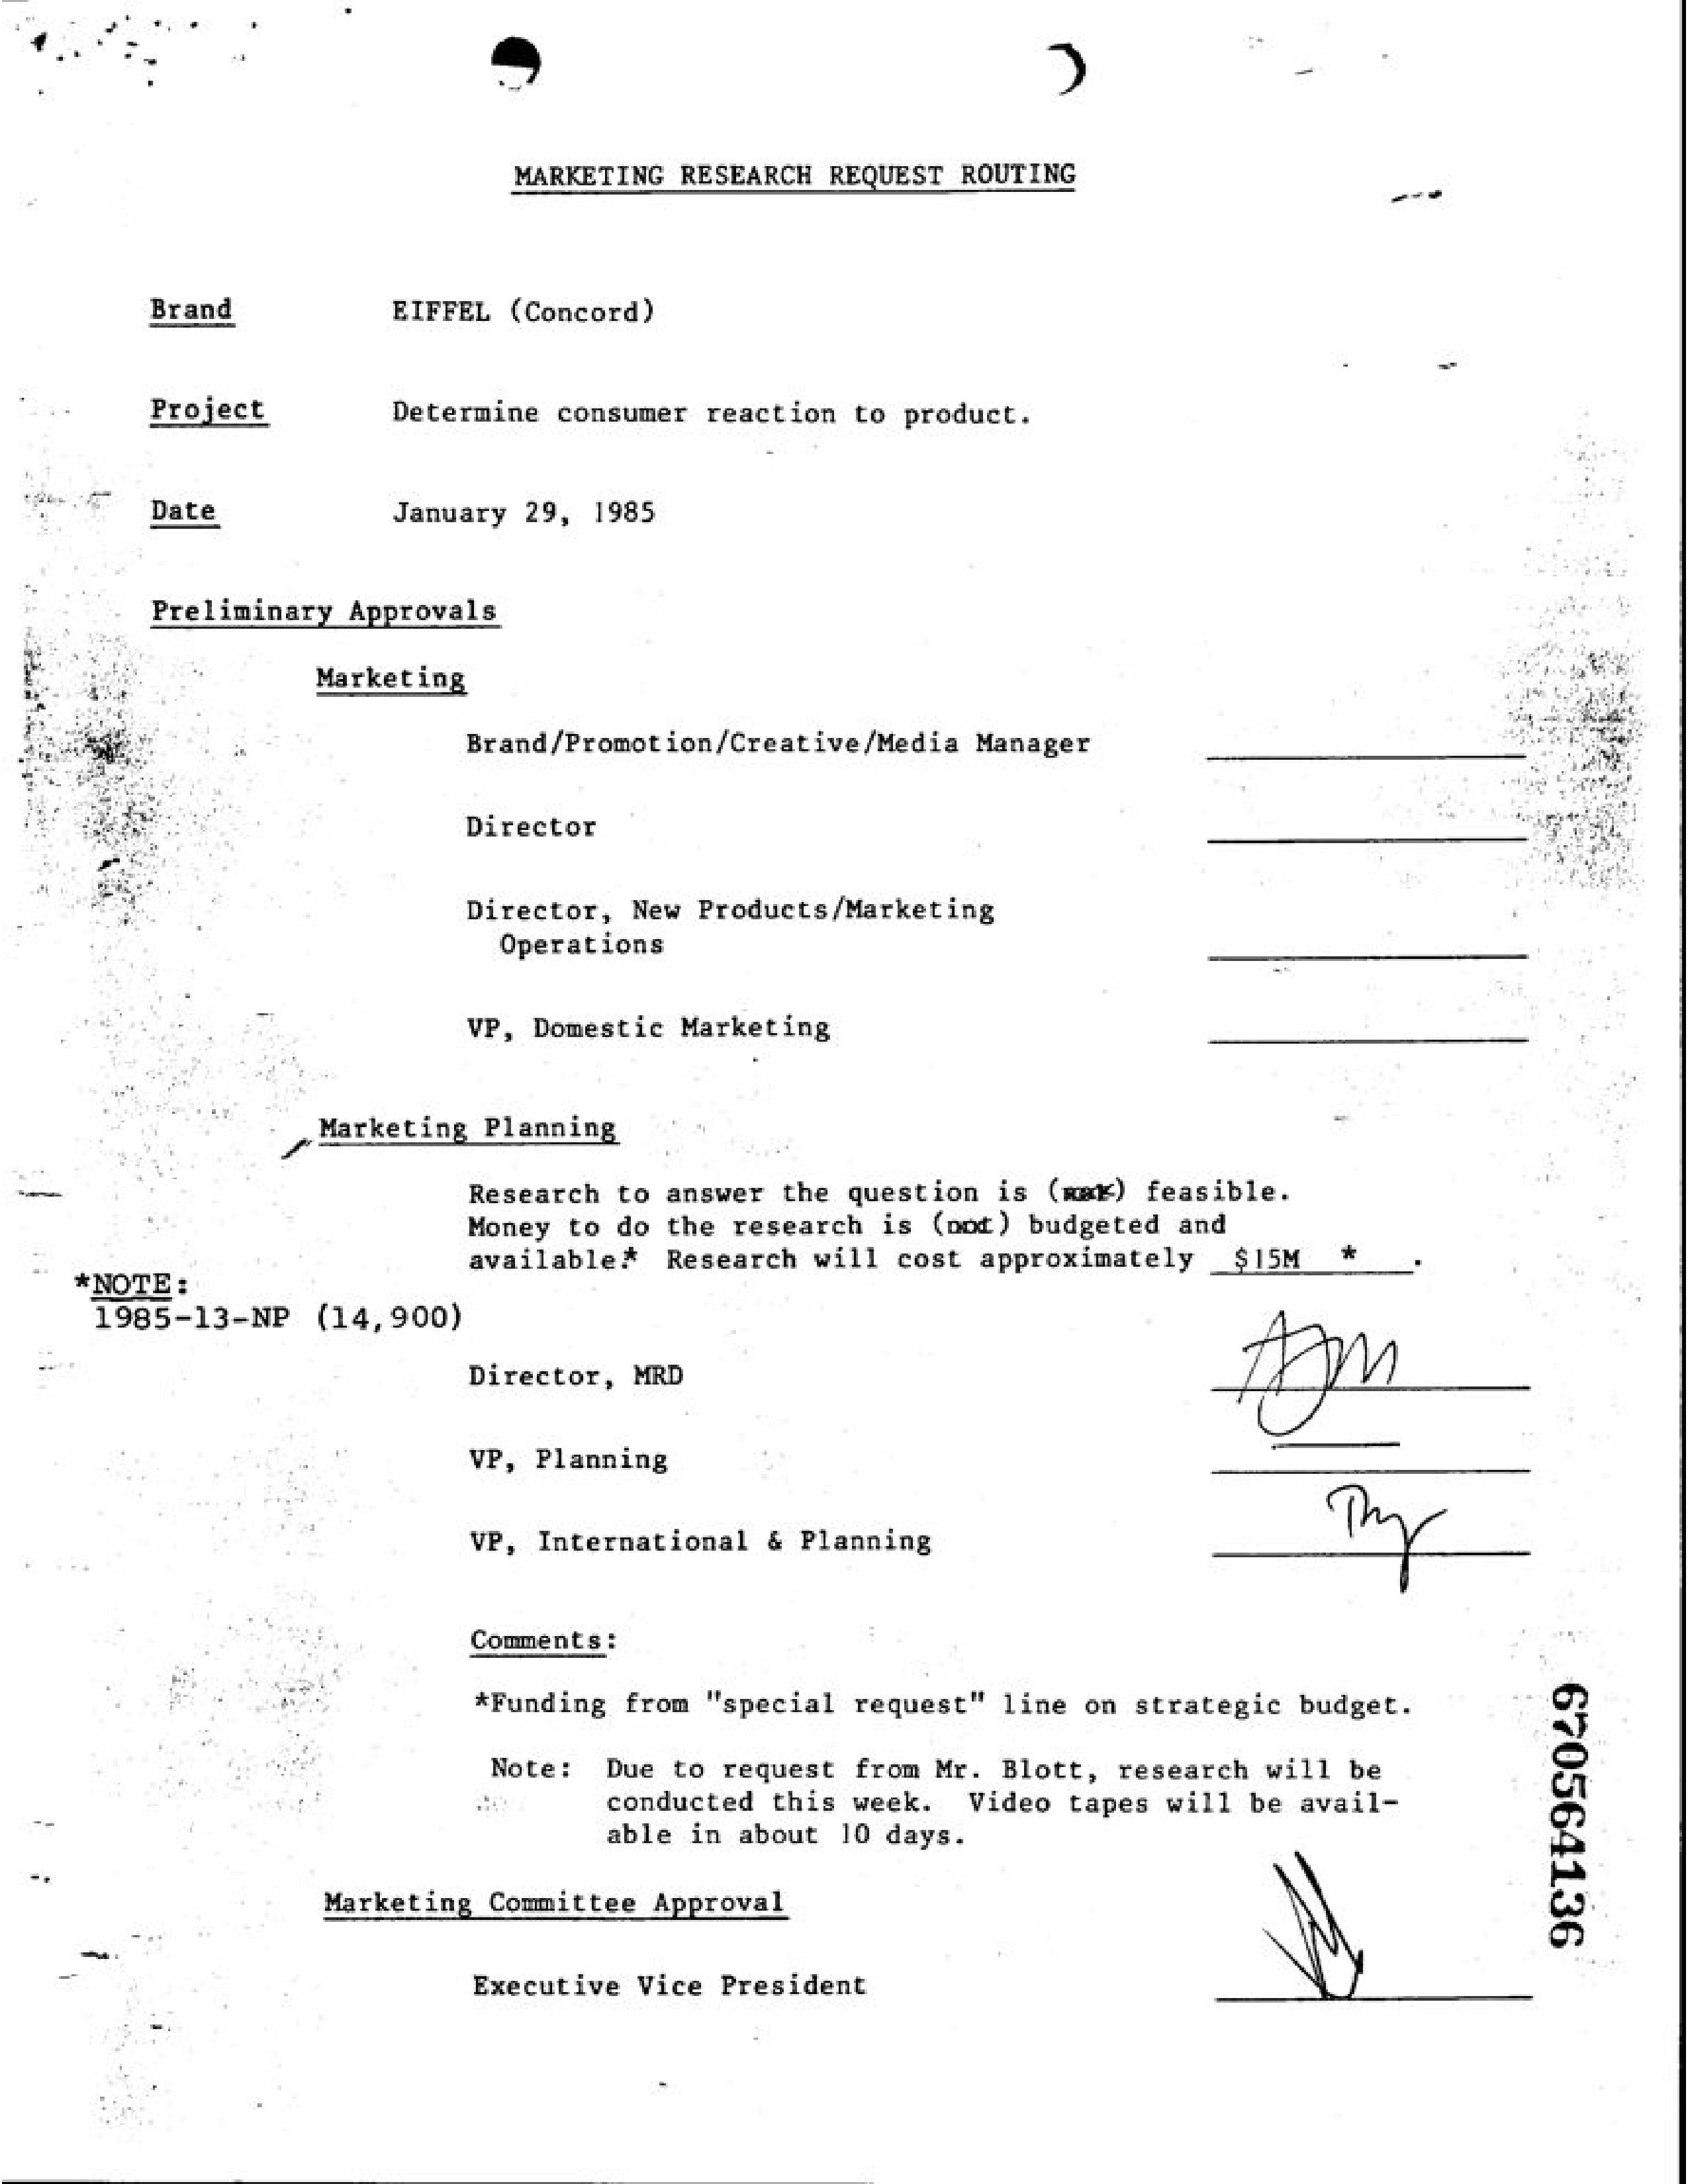 MARKETING RESEARCH REQUEST ROUTING
Brand EIFFEL (Concord)
Project Determine consumer reaction to product.
Date January 29, 1985
Preliminary Approvals
Marketing
Brand/Promotion/Creative/Media Manager
Director
Director, New Products/Marketing
Operations
VP, Domestic Marketing
Marketing Planning
Research to answer the question is (not) feasible.
Money to do the research is (not) budgeted and
available.* Research will cost approximately $15M * .
*NOTE:
1985-13-NP (14,900)
Director, MRD
VP, Planning
VP, International & Planning
Comments:
*Funding from "special request" line on strategic budget.
Note: Due to request from Mr. Blott, research will be
conducted this week. Video tapes will be avail-
able in about 10 days.
Marketing Committee Approval
Executive Vice President
670564136